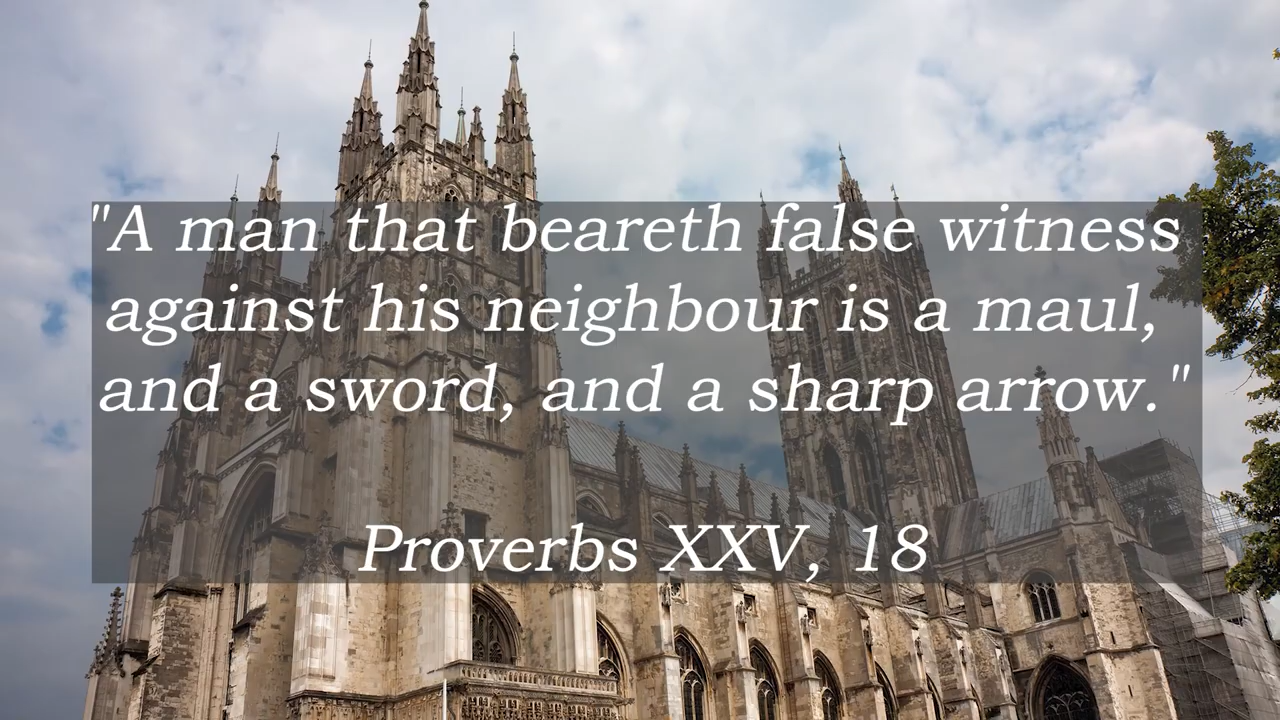 "A man that beareth false witness
against his neighbour is a maul,
and a sword, and a sharp arrow."
Proverbs XXV, 18